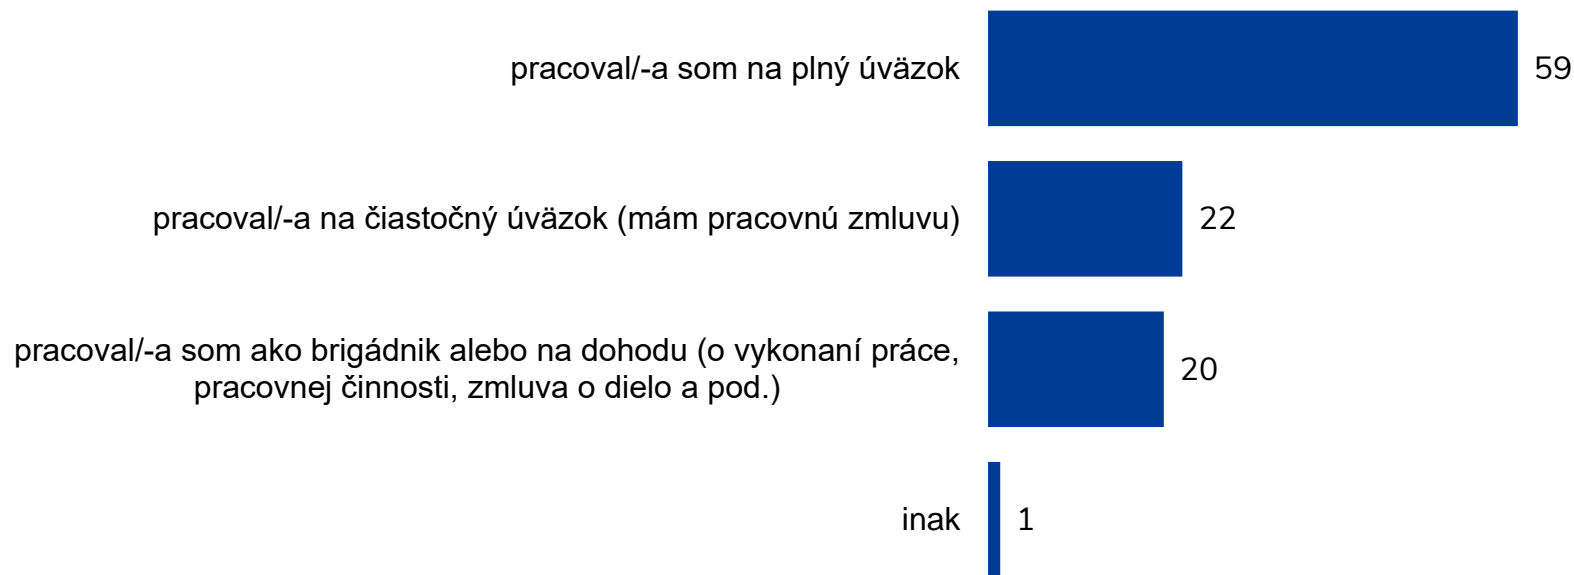 pracoval/-a som na plný úväzok 59
pracoval/-a na čiastočný úväzok (mám pracovnú zmluvu) 22
pracoval/-a som ako brigádnik alebo na dohodu (o vykonaní práce,
pracovnej činnosti, zmluva o dielo a pod.) 20
inak 1